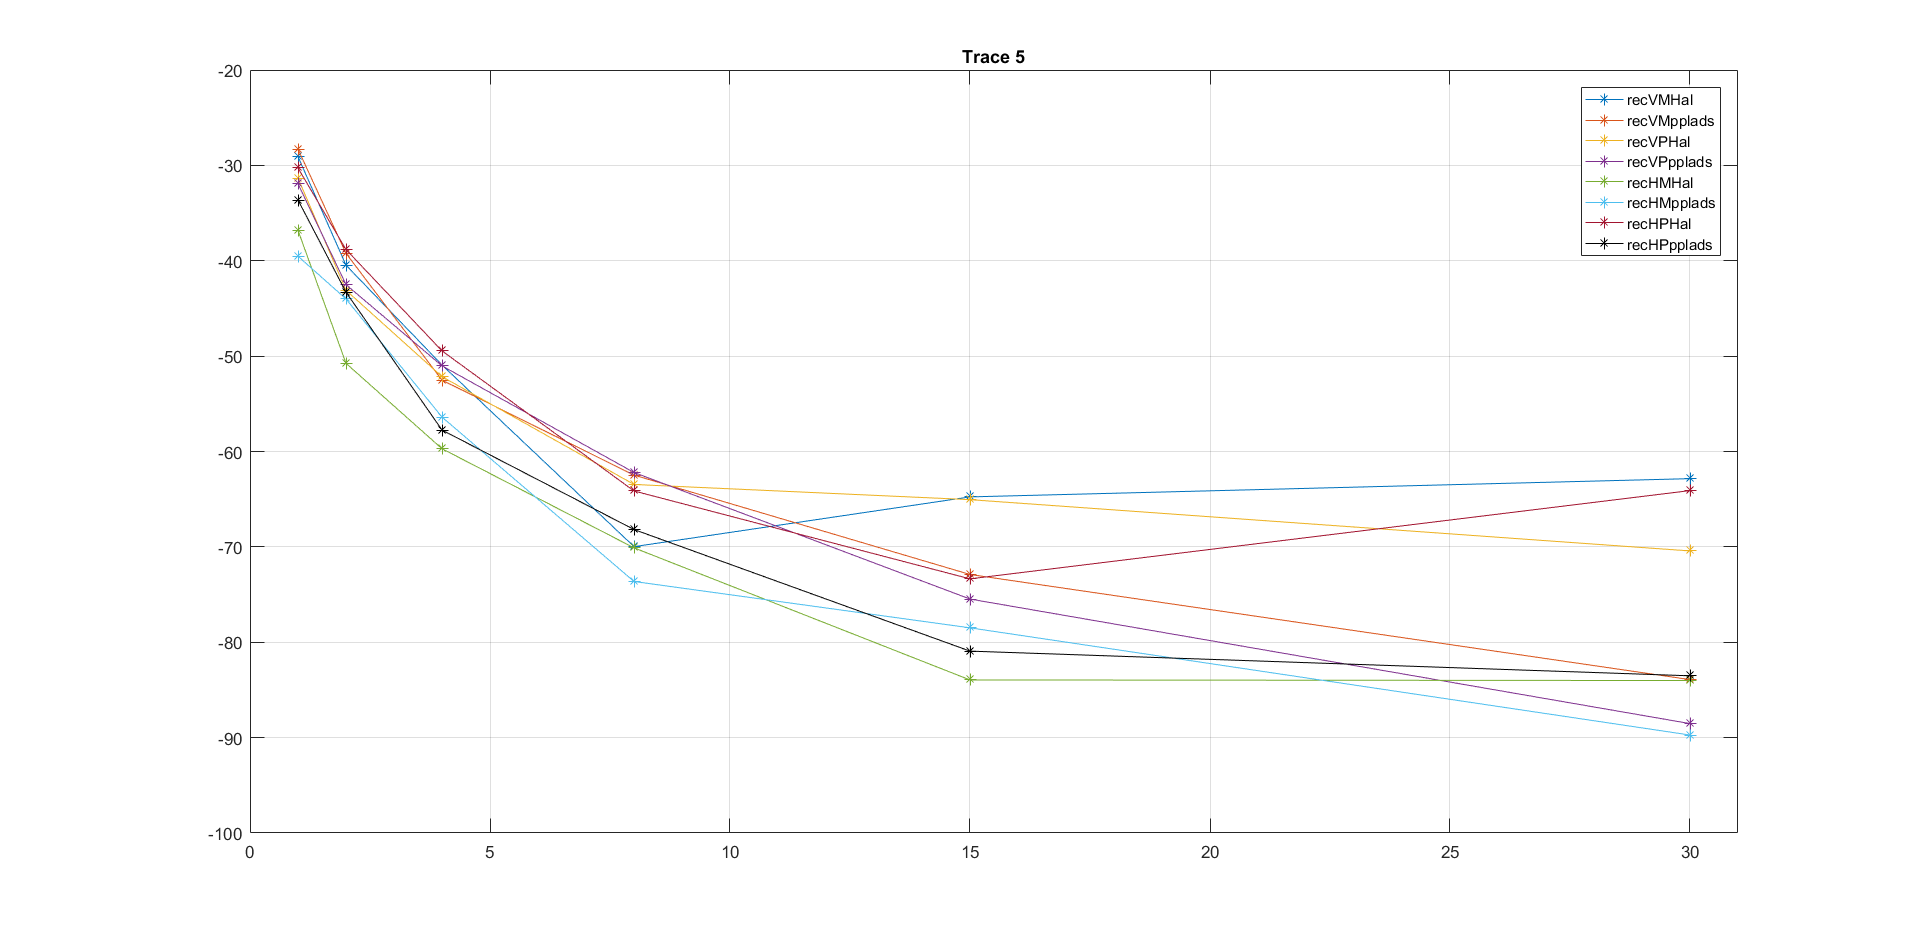 Trace 5
-20
-30
-40
-50
-60
-70
-80
-90
-100
0 5 10 15 20 25 30
recVMHal
recVMpplads
recVPHal
recVPpplads
recHMHal
recHMpplads
recHPHal
recHPpplads